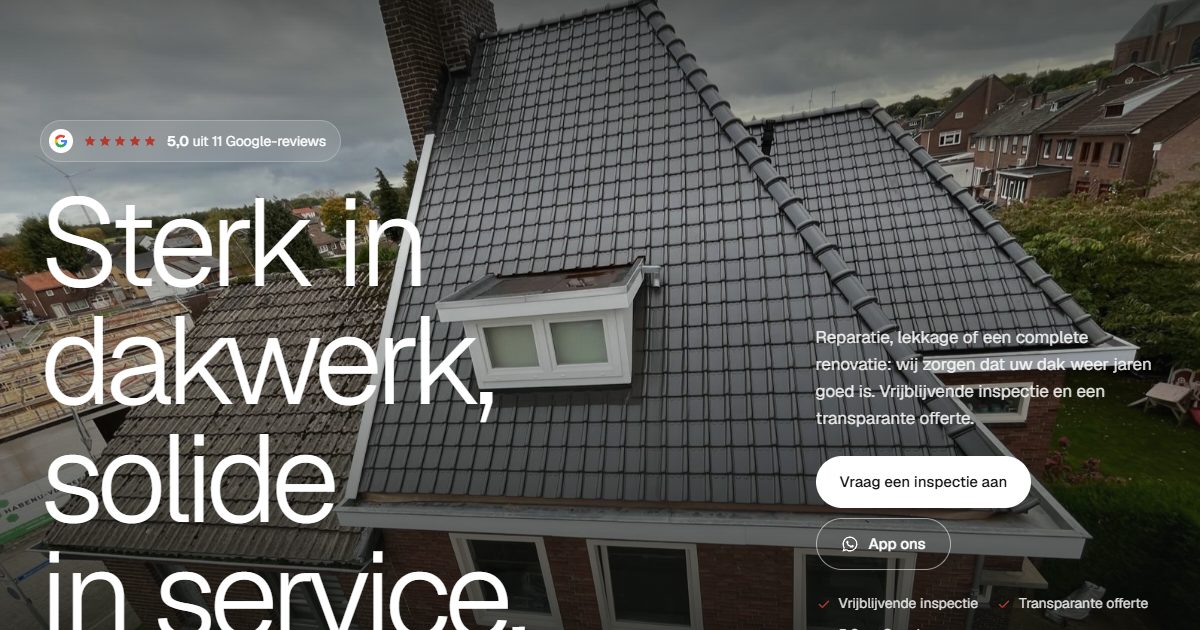 5,0 uit 11 Google-reviews
Sterk in
dakwerk,
solide
in service.
Reparatie, lekkage of een complete
renovatie: wij zorgen dat uw dak weer jaren
goed is. Vrijblijvende inspectie en een
transparante offerte.
Vraag een inspectie aan
App ons
Vrijblijvende inspectie
Transparante offerte